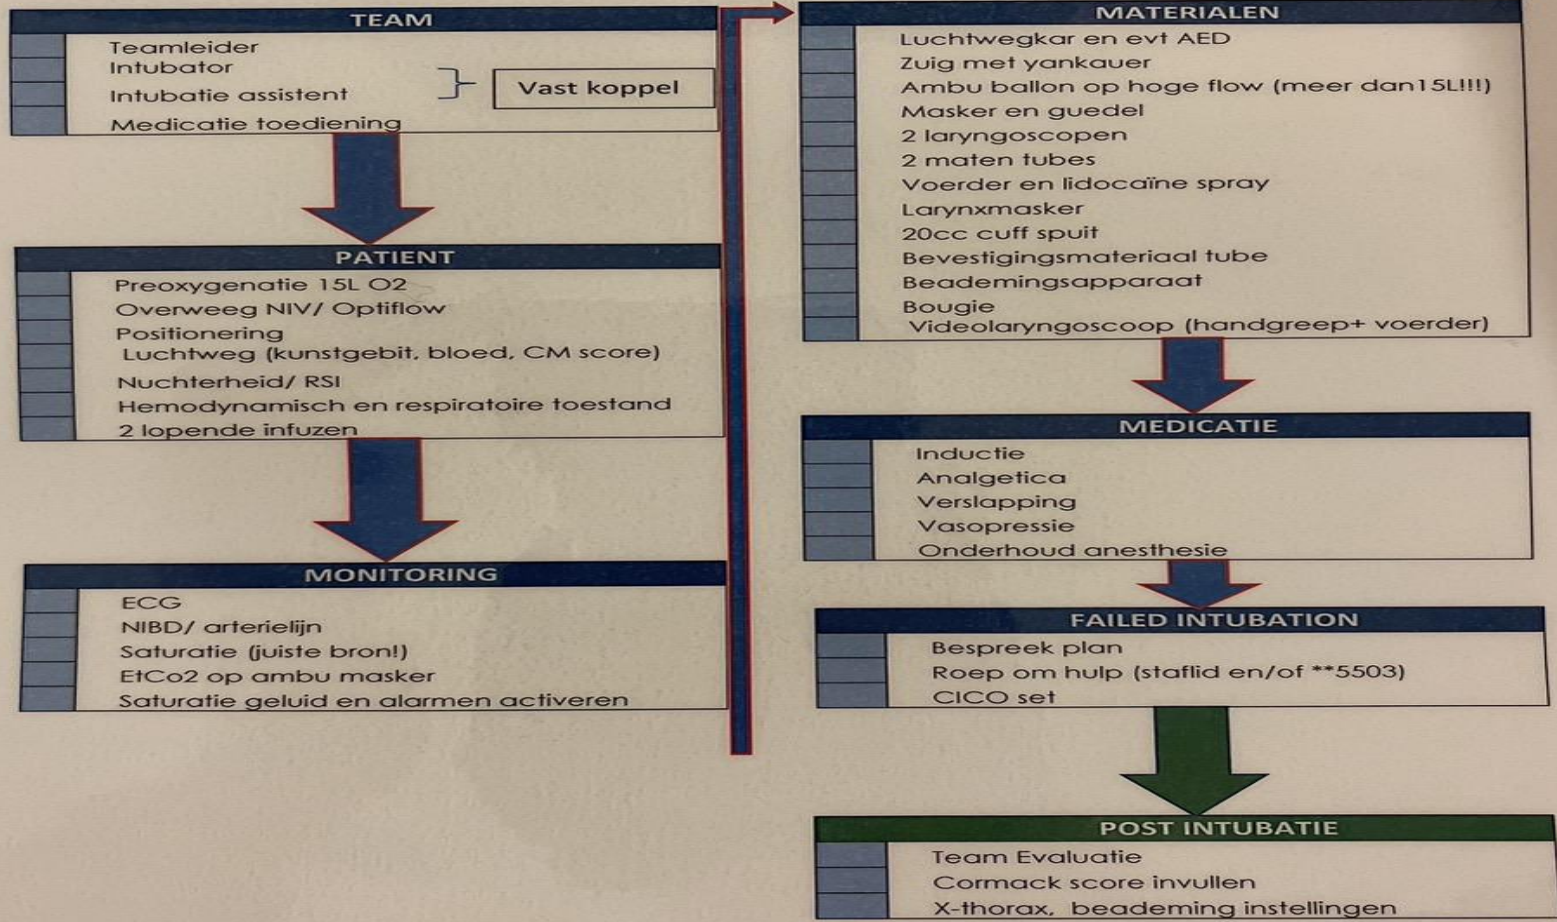 TEAM
Teamleider
Intubator
Intubatie assistent
Vast koppel
Medicatie toediening
PATIENT
Preoxygenatie 15L O2
Overweeg NIV/ Optiflow
Positionering
Luchtweg (kunstgebit, bloed, CM score)
Nuchterheid/ RSI
Hemodynamisch en respiratoire toestand
2 lopende infuzen
MONITORING
ECG
NIBD/ arterielijn
Saturatie (juiste bron!)
EtCo2 op ambu masker
Saturatie geluid en alarmen activeren
MATERIALEN
Luchtwegkar en evt AED
Zuig met yankauer
Ambu ballon op hoge flow (meer dan15L!!!)
Masker en guedel
2 laryngoscopen
2 maten tubes
Voerder en lidocaïne spray
Larynxmasker
20cc cuff spuit
Bevestigingsmateriaal tube
Beademingsapparaat
Bougie
Videolaryngoscoop (handgreep+ voerder)
MEDICATIE
Inductie
Analgetica
Verslapping
Vasopressie
Onderhoud anesthesie
FAILED INTUBATION
Bespreek plan
Roep om hulp (staflid en/of **5503)
CICO set
POST INTUBATIE
Team Evaluatie
Cormack score invullen
X-thorax, beademing instellingen